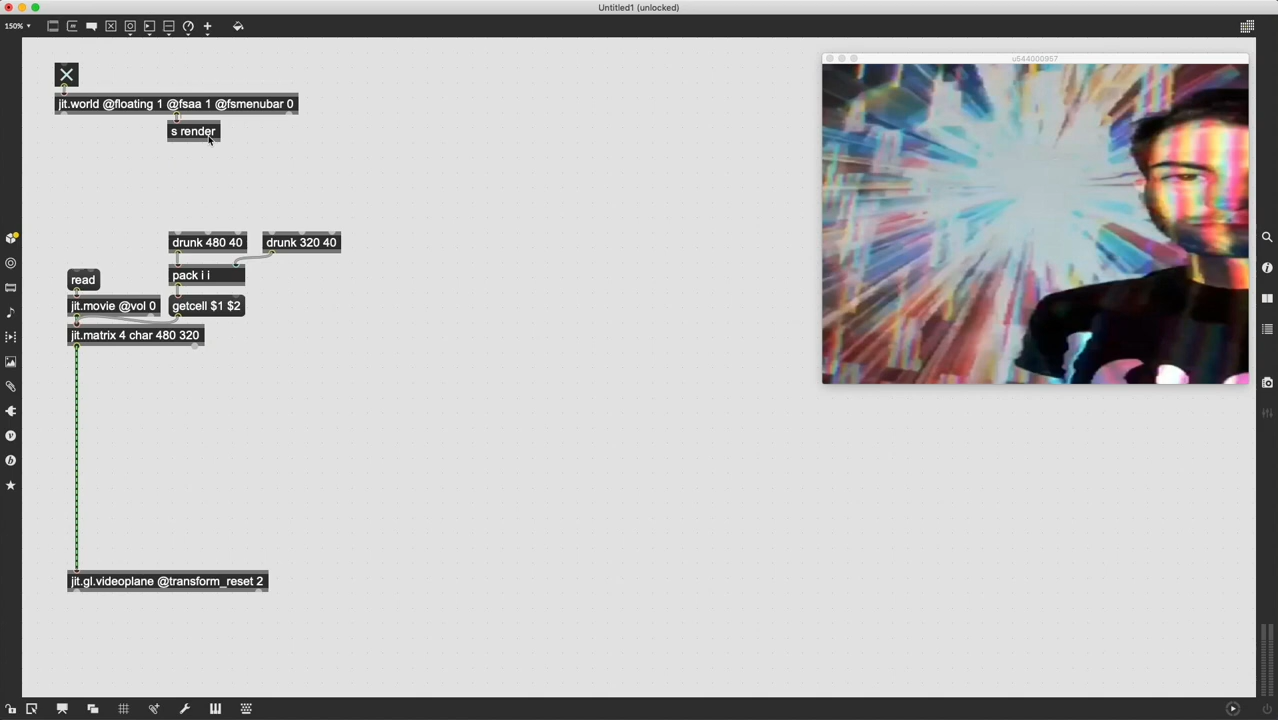 Untitled1 (unlocked)
150%
u544000957
jit.world @floating 1 @fsaa 1 @fsmenubar 0
s render
drunk 480 40
drunk 320 40
pack i i
read
jit.movie @vol 0
getcell $1 $2
jit.matrix 4 char 480 320
jit.gl.videoplane @transform_reset 2